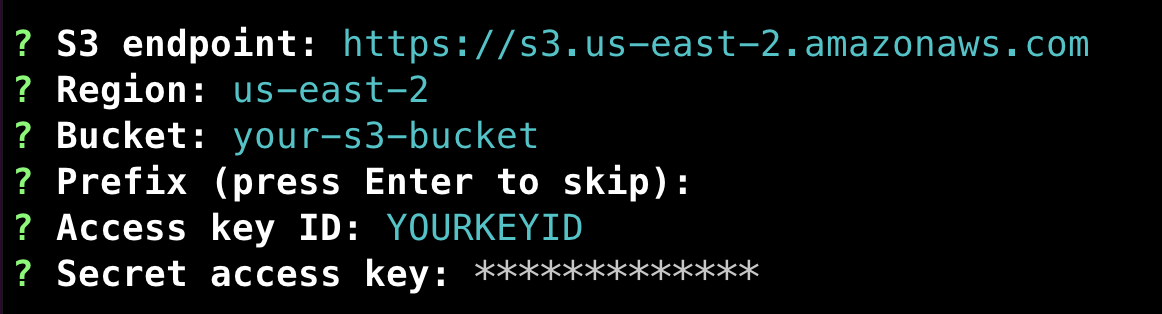 ? S3 endpoint: https://s3.us-east-2.amazonaws.com
? Region: us-east-2
? Bucket: your-s3-bucket
? Prefix (press Enter to skip):
? Access key ID: YOURKEYID
? Secret access key: *************